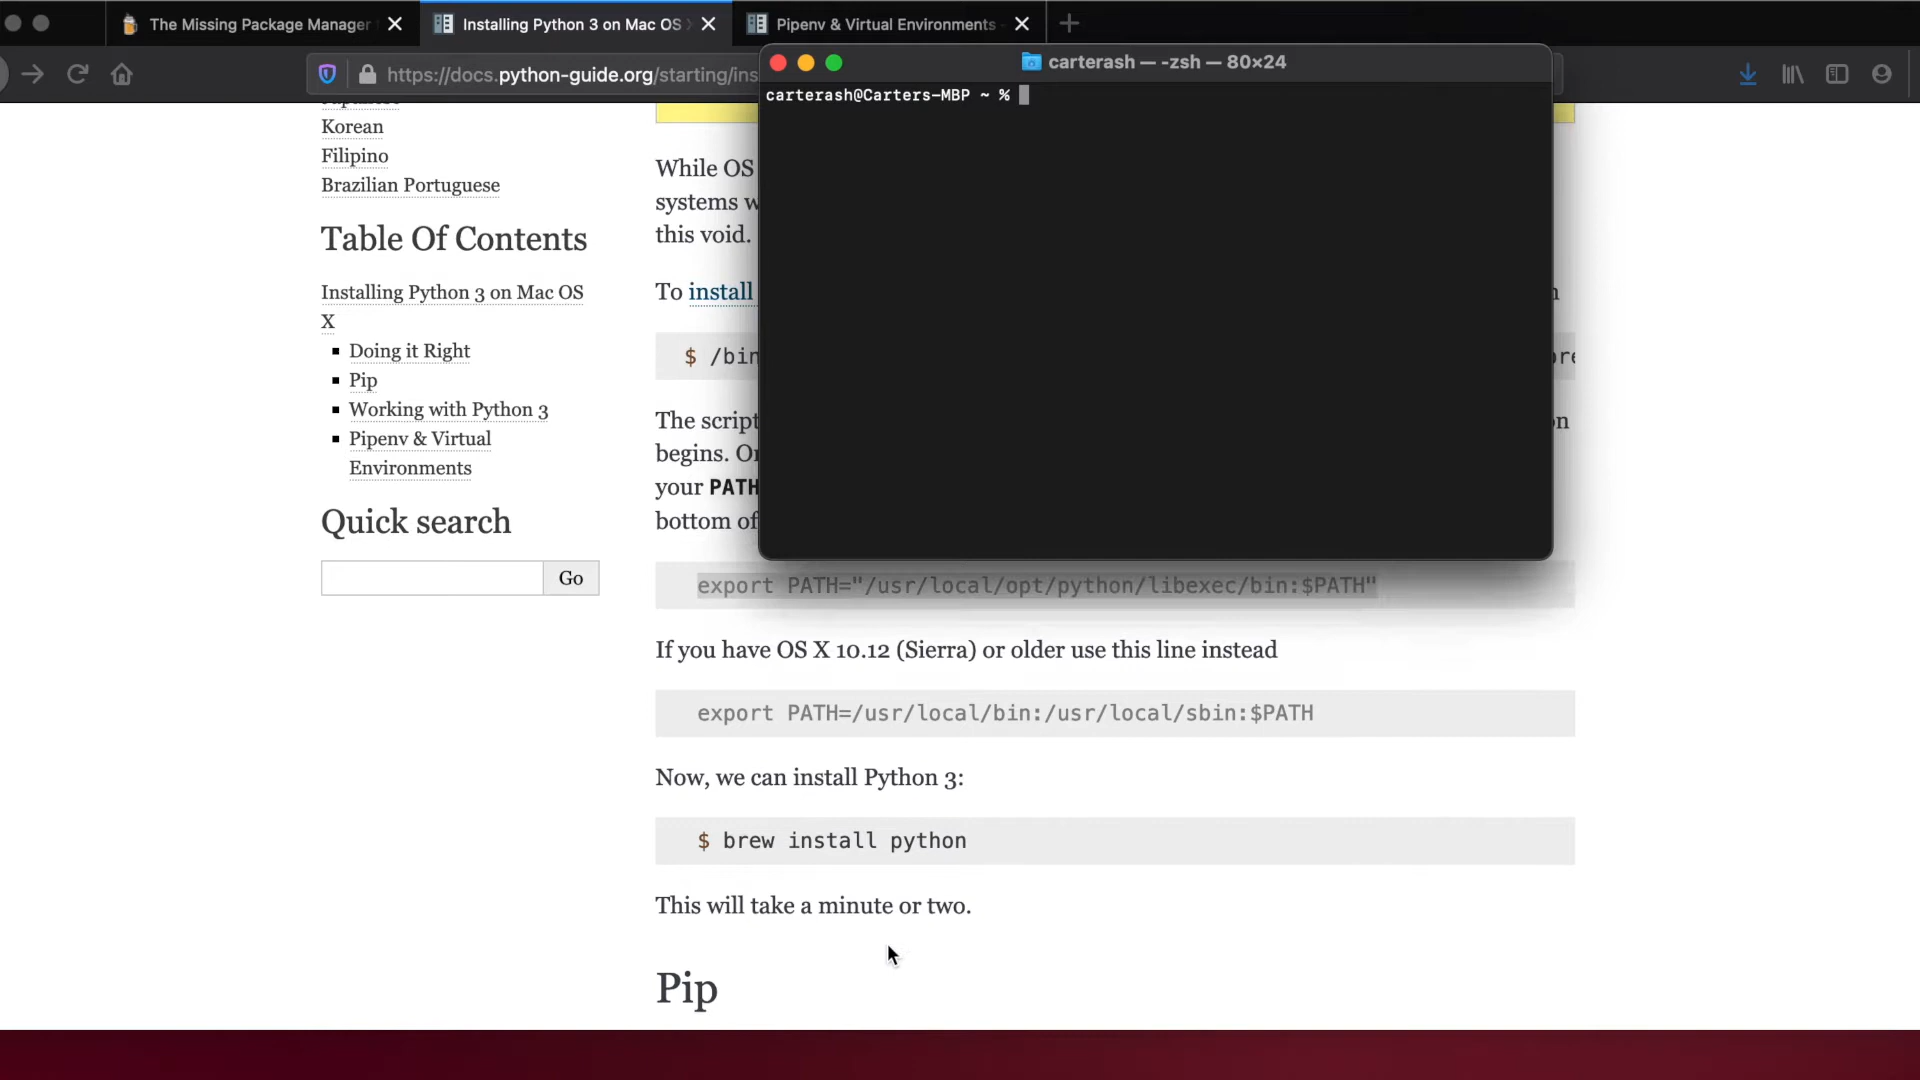 The Missing Package Manager
Installing Python 3 on Mac OS
Pipenv & Virtual Environments
https://docs.python-guide.org/starting/ins
carterash — -zsh — 80×24
carterash@Carters-MBP ~ %
Korean
Filipino
Brazilian Portuguese
Table Of Contents
Installing Python 3 on Mac OS
X
Doing it Right
Pip
Working with Python 3
Pipenv & Virtual
Environments
Quick search
Go
While OS
systems w
this void.
To install
$ /bin
The script
begins. On
your PATH
bottom of
export PATH="/usr/local/opt/python/libexec/bin:$PATH"
If you have OS X 10.12 (Sierra) or older use this line instead
export PATH=/usr/local/bin:/usr/local/sbin:$PATH
Now, we can install Python 3:
$ brew install python
This will take a minute or two.
Pip